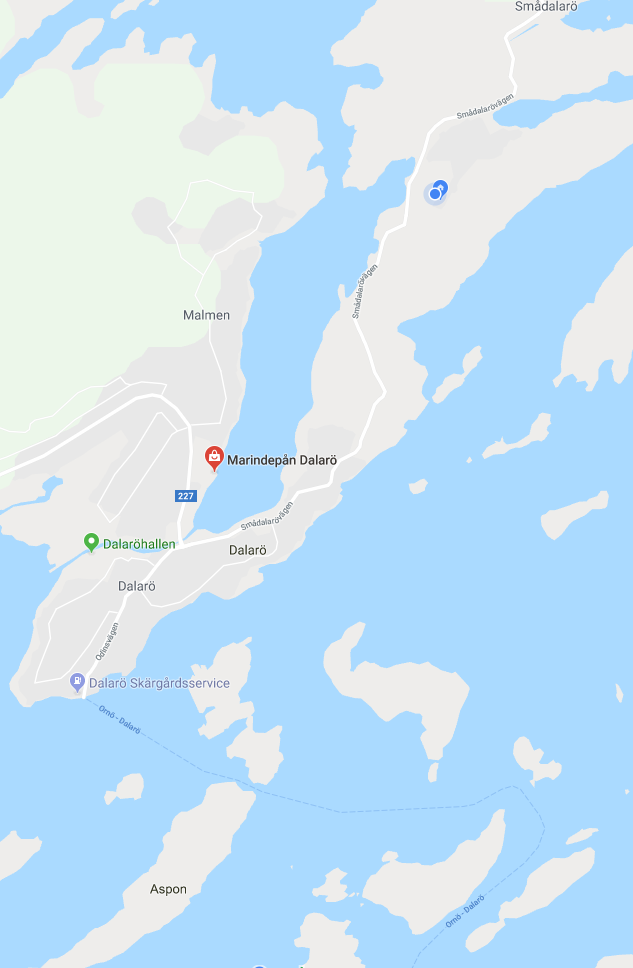 Smådalarö
Smådalarövägen
Smådalarövägen
Malmen
Marindepån Dalarö
227
Smådalarövägen
Dalaröhallen
Dalarö
Dalarö
Odinsvägen
Dalarö Skärgårdsservice
Ornö - Dalarö
Aspon
Ornö - Dalarö